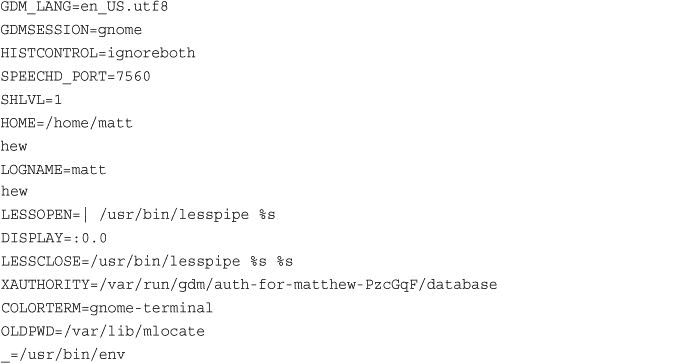 GDM_LANG=en_US.utf8
GDMSESSION=gnome
HISTCONTROL=ignoreboth
SPEECHD_PORT=7560
SHLVL=1
HOME=/home/matt
hew
LOGNAME=matt
hew
LESSOPEN=| /usr/bin/lesspipe %s
DISPLAY=:0.0
LESSCLOSE=/usr/bin/lesspipe %s %s
XAUTHORITY=/var/run/gdm/auth-for-matthew-PzcGqF/database
COLORTERM=gnome-terminal
OLDPWD=/var/lib/mlocate
_=/usr/bin/env